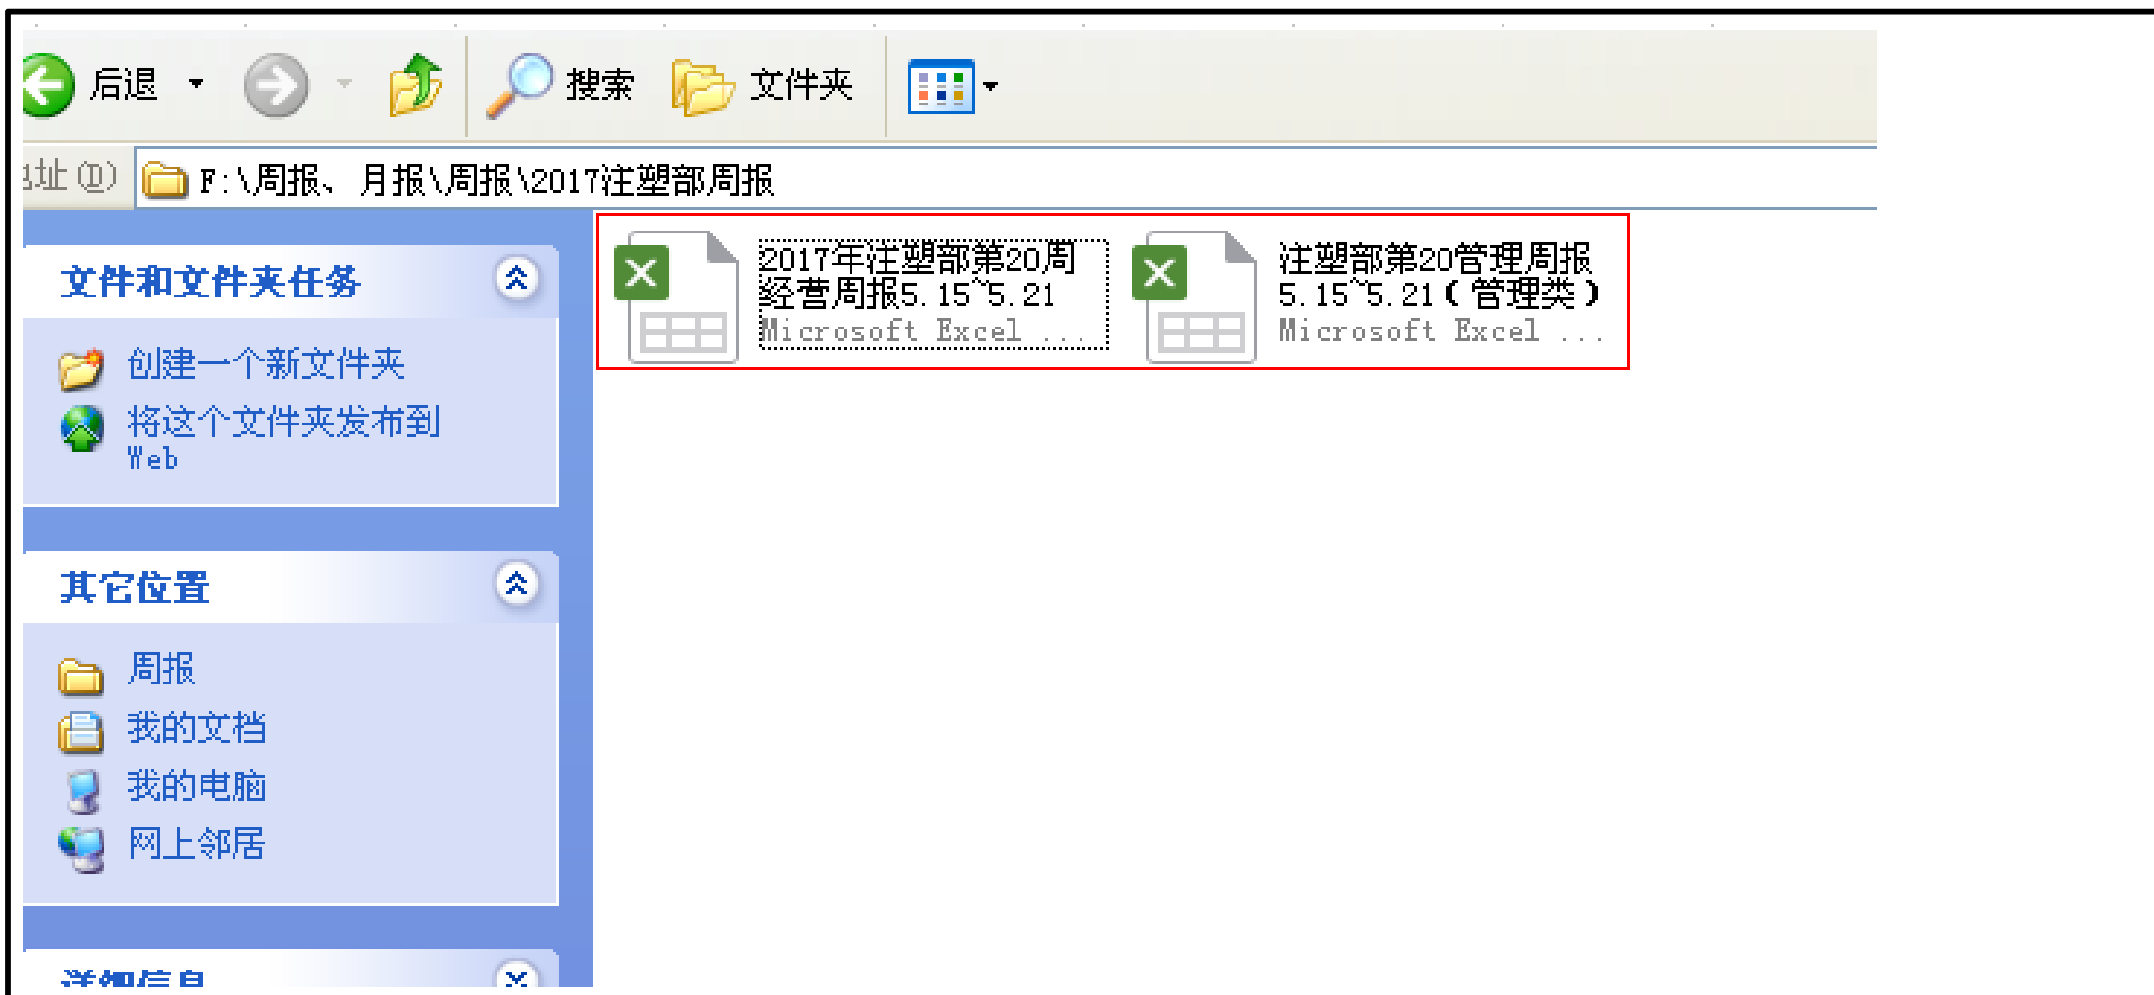 后退
搜索
文件夹
址(D)
F:\周报、月报\周报\2017注塑部周报
文件和文件夹任务
创建一个新文件夹
将这个文件夹发布到
Web
其它位置
周报
我的文档
我的电脑
网上邻居
详细信息
2017年注塑部第20周
经营周报5.15~5.21
Microsoft Excel ...
注塑部第20管理周报
5.15~5.21(管理类)
Microsoft Excel ...